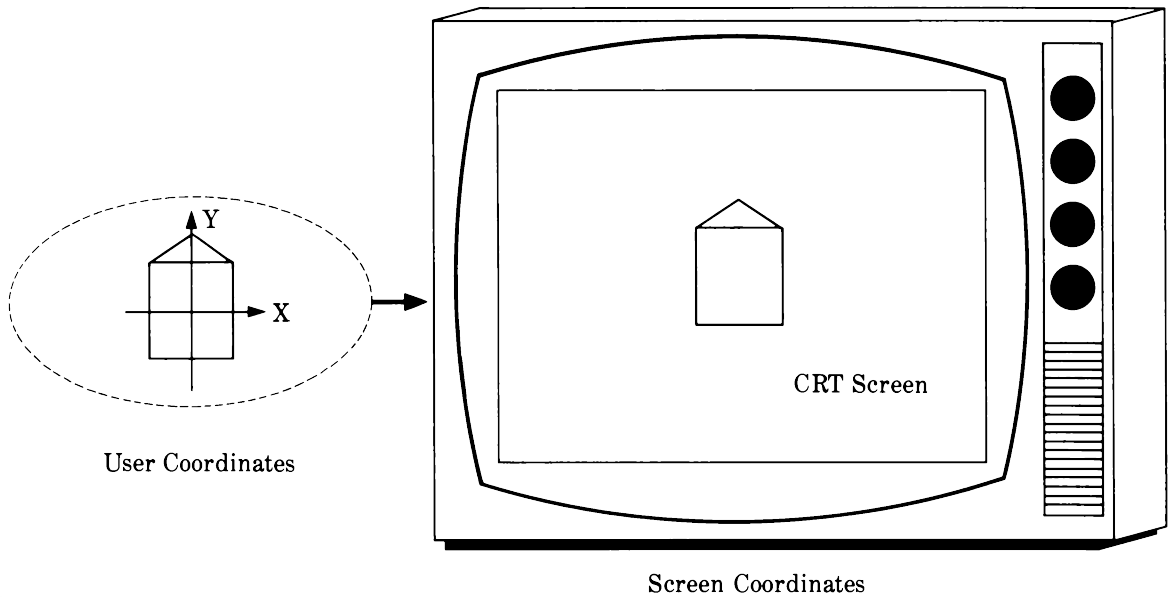 Y
X
CRT Screen
User Coordinates
Screen Coordinates